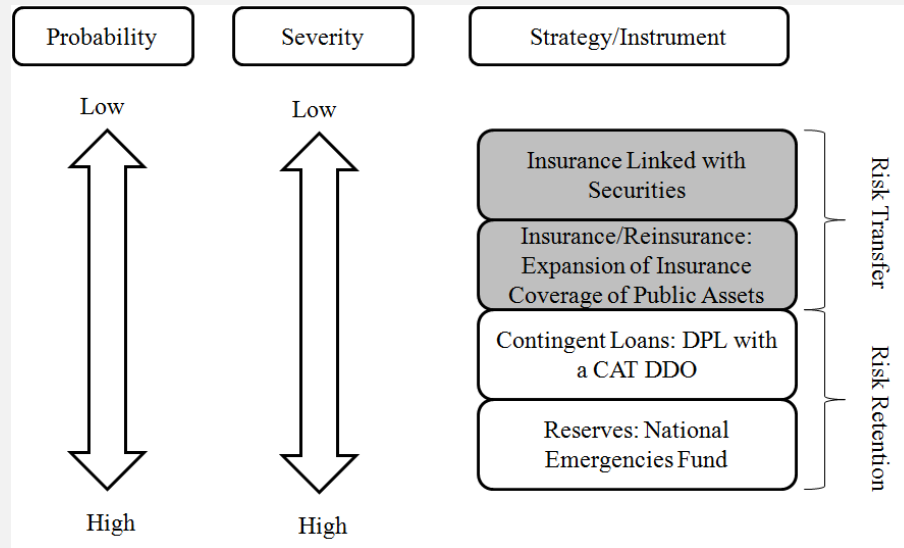 Probability
Severity
Strategy/Instrument
Low
Low
Insurance Linked with
Securities
Insurance/Reinsurance:
Expansion of Insurance
Coverage of Public Assets
Contingent Loans: DPL with
a CAT DDO
Reserves: National
Emergencies Fund
Risk Transfer
Risk Retention
High
High